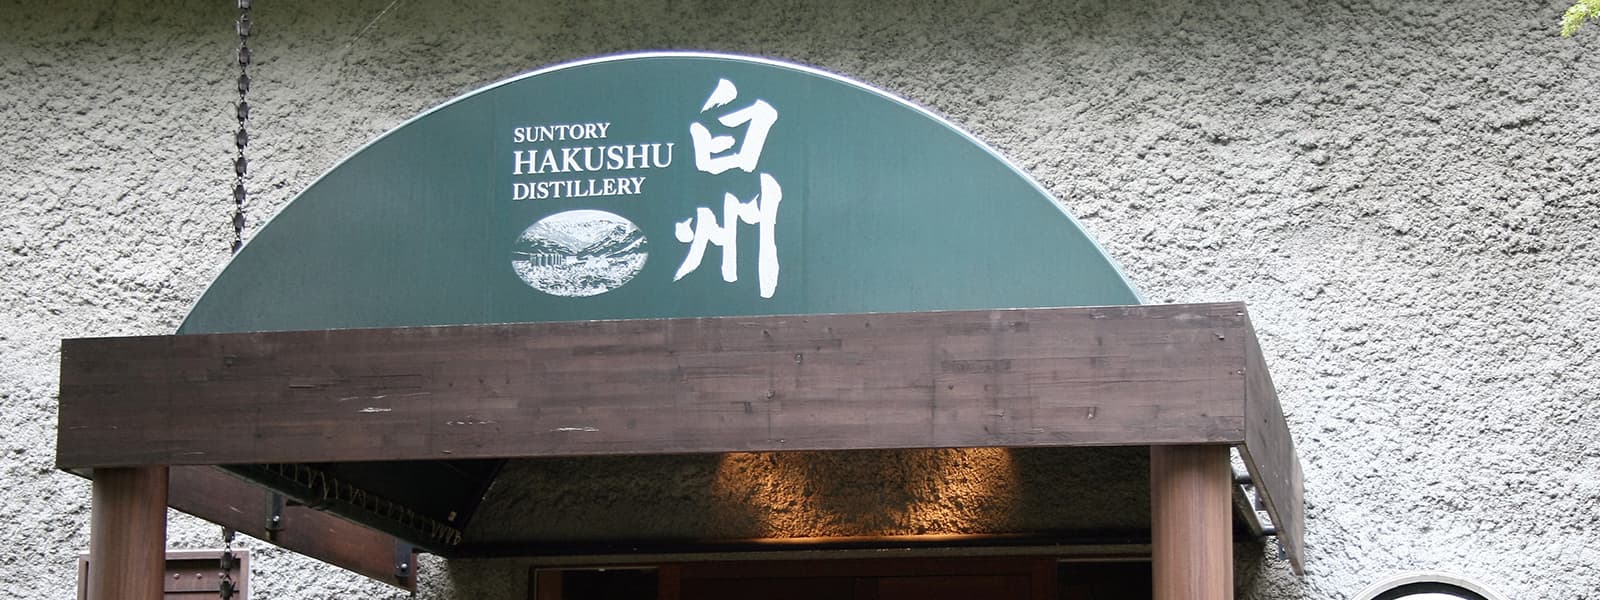 SUNTORY
HAKUSHU
DISTILLERY
白州